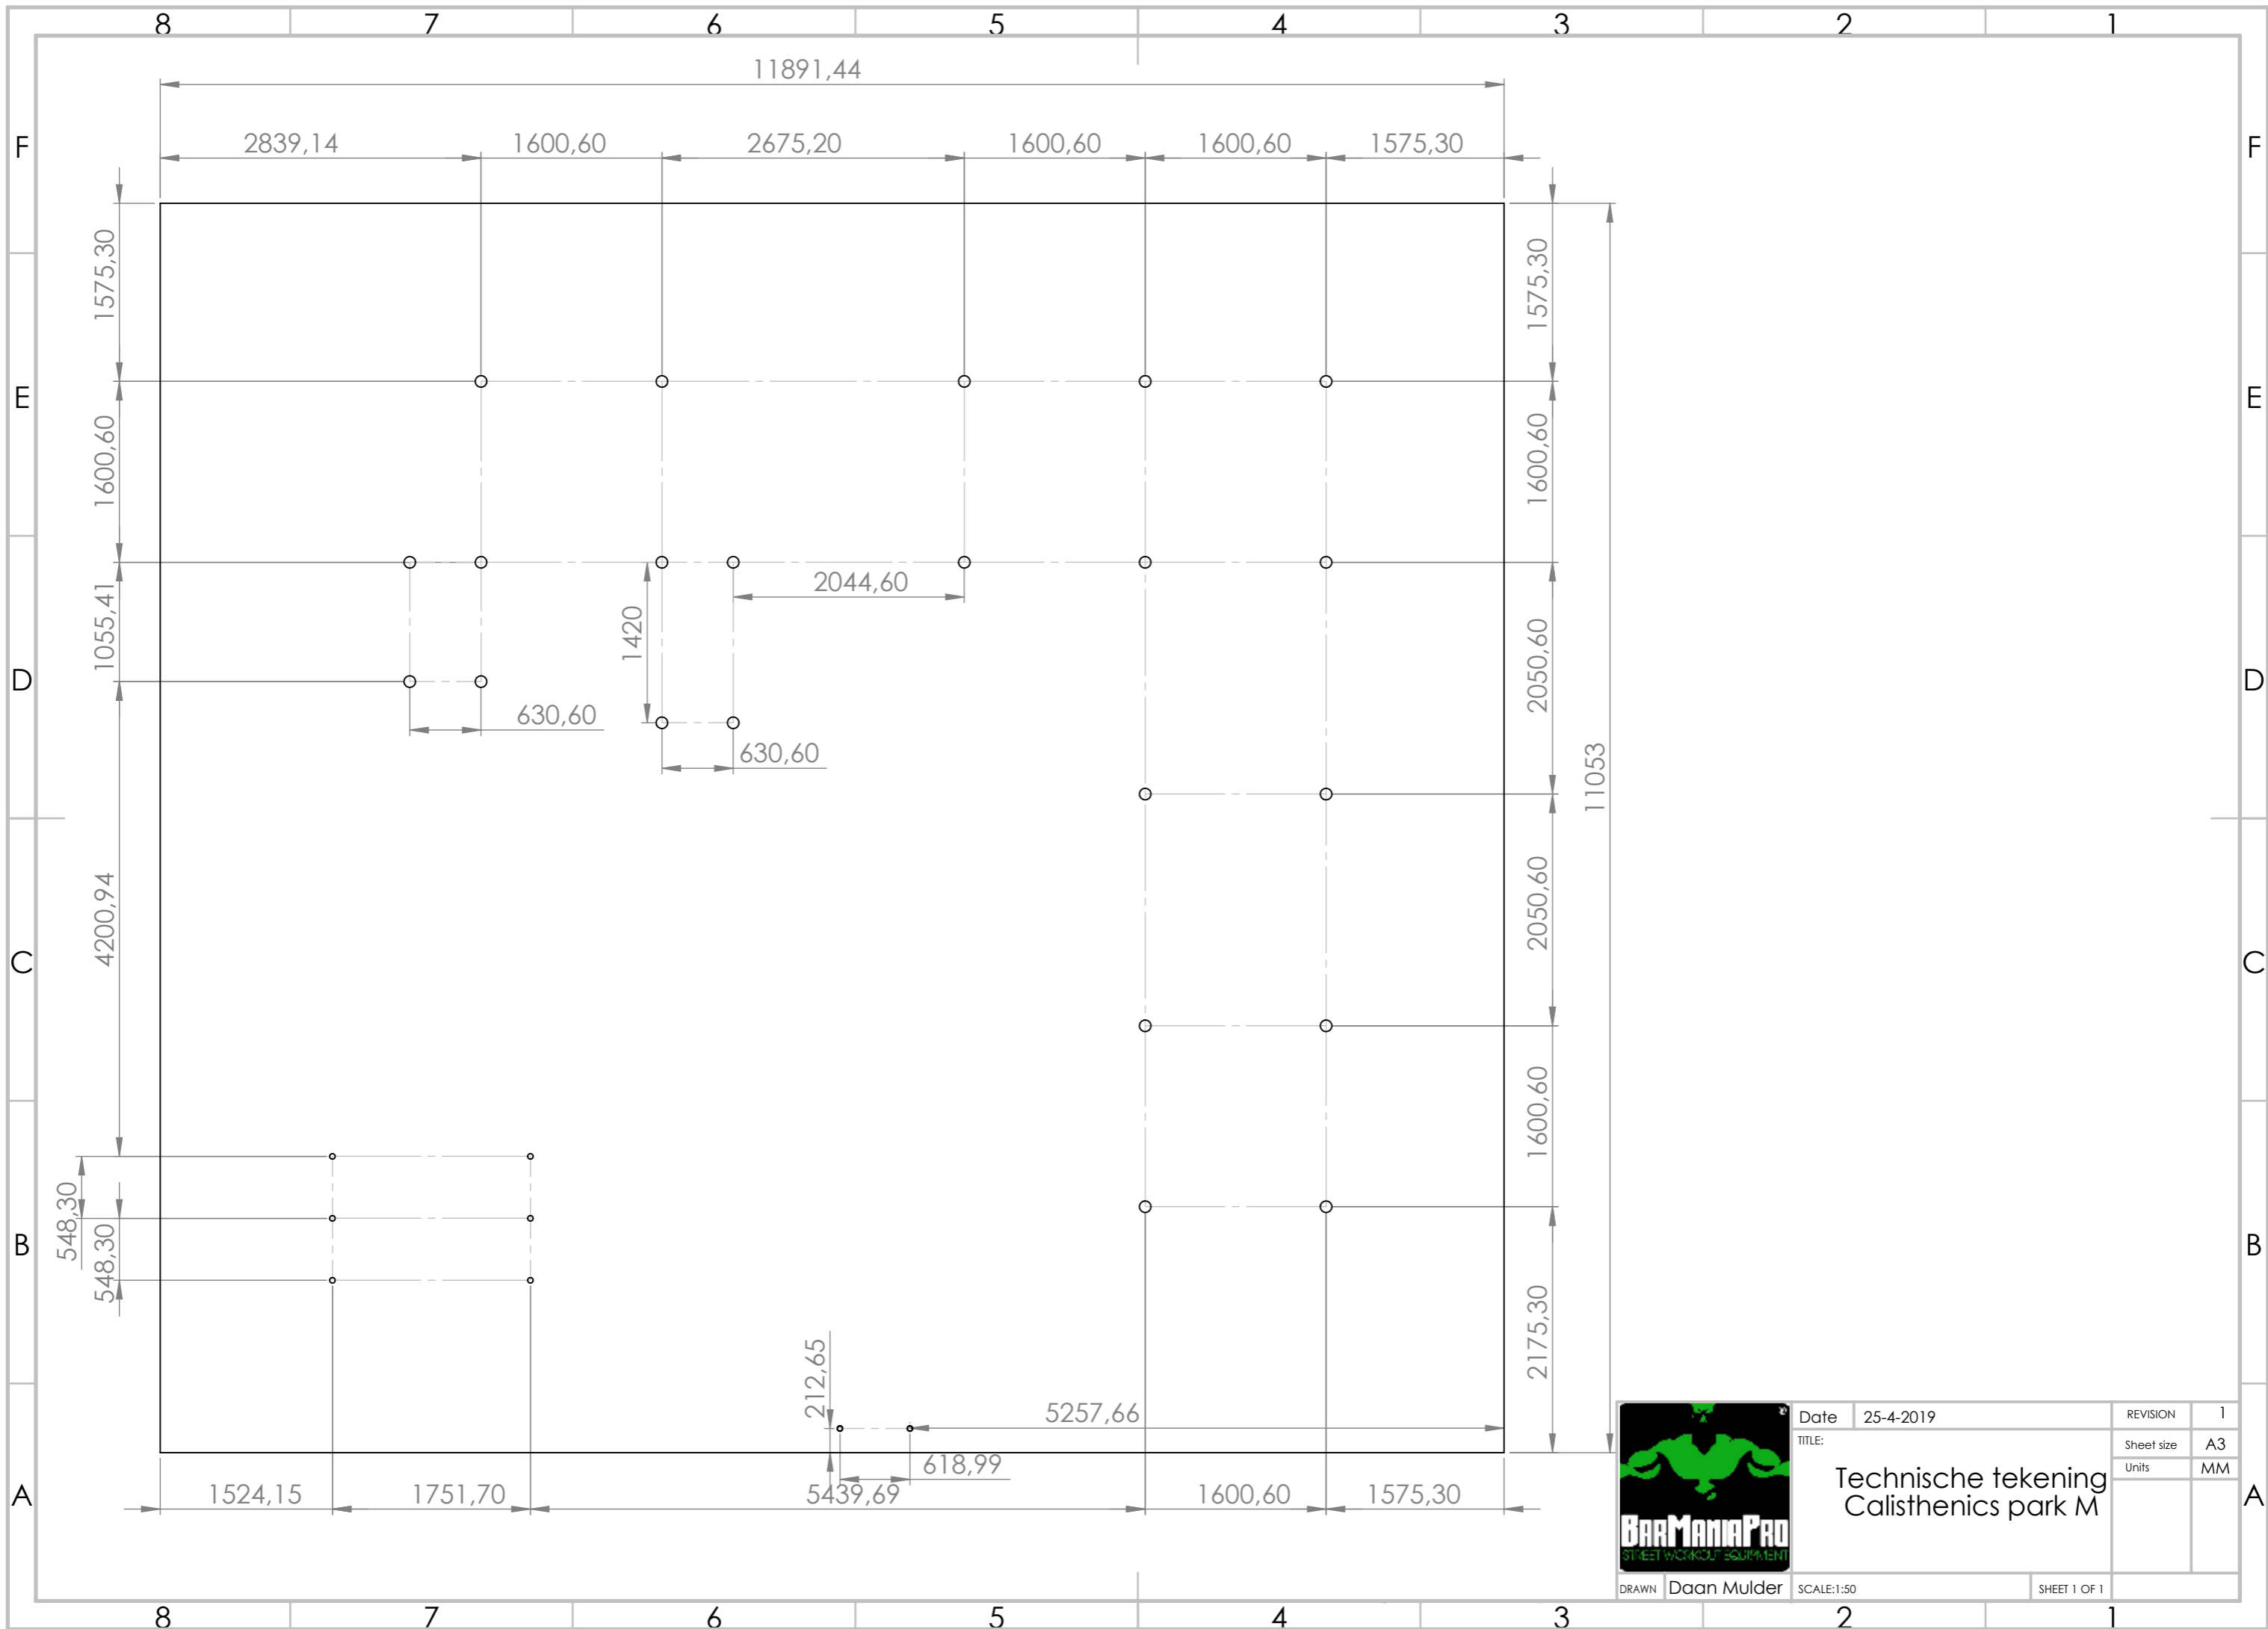 8 7 6 5 4 3 2 1
11891,44
2839,14 1600,60 2675,20 1600,60 1600,60 1575,30
F F
1575,30 1575,30
E E
1600,60 1600,60
1055,41 1420 2044,60 2050,60
D D
630,60
630,60
11053
4200,94 2050,60
C C
1600,60
548,30
548,30
B B
212,65 2175,30
5257,66
618,99
1524,15 1751,70 5439,69 1600,60 1575,30
A A
BARMANIAPRO
STREET WORKOUT EQUIPMENT
Date 25-4-2019 REVISION 1
TITLE: Sheet size A3
Units MM
Technische tekening
Calisthenics park M
DRAWN Daan Mulder SCALE:1:50 SHEET 1 OF 1
8 7 6 5 4 3 2 1